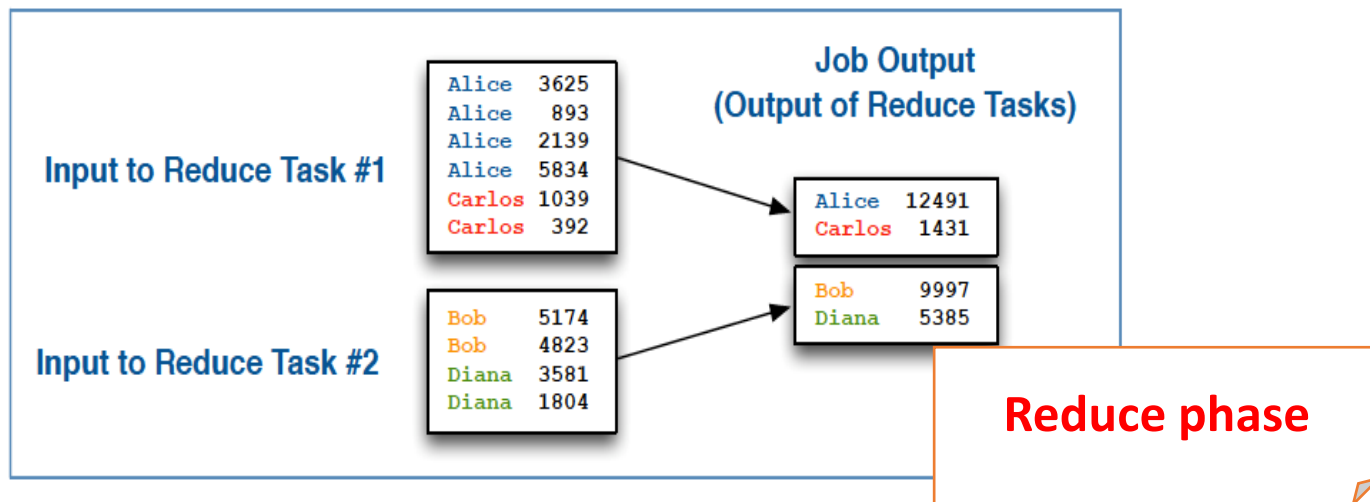 Job Output
(Output of Reduce Tasks)
Input to Reduce Task #1
Alice 3625
Alice 893
Alice 2139
Alice 5834
Carlos 1039
Carlos 392
Alice 12491
Carlos 1431
Input to Reduce Task #2
Bob 5174
Bob 4823
Diana 3581
Diana 1804
Bob 9997
Diana 5385
Reduce phase